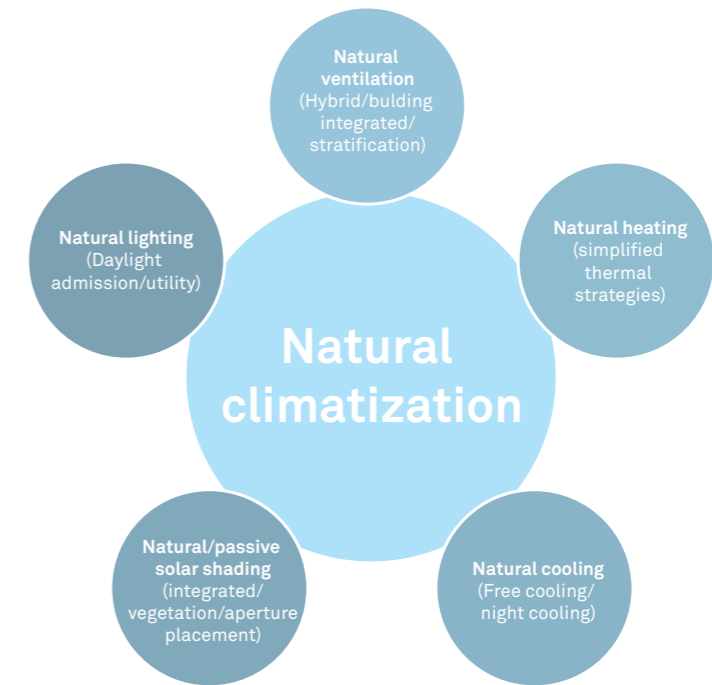 Natural
ventilation
(Hybrid/bulding
integrated/
stratification)
Natural lighting
(Daylight
admission/utility)
Natural heating
(simplified
thermal
strategies)
Natural
climatization
Natural/passive
solar shading
(integrated/
vegetation/aperture
placement)
Natural cooling
(Free cooling/
night cooling)